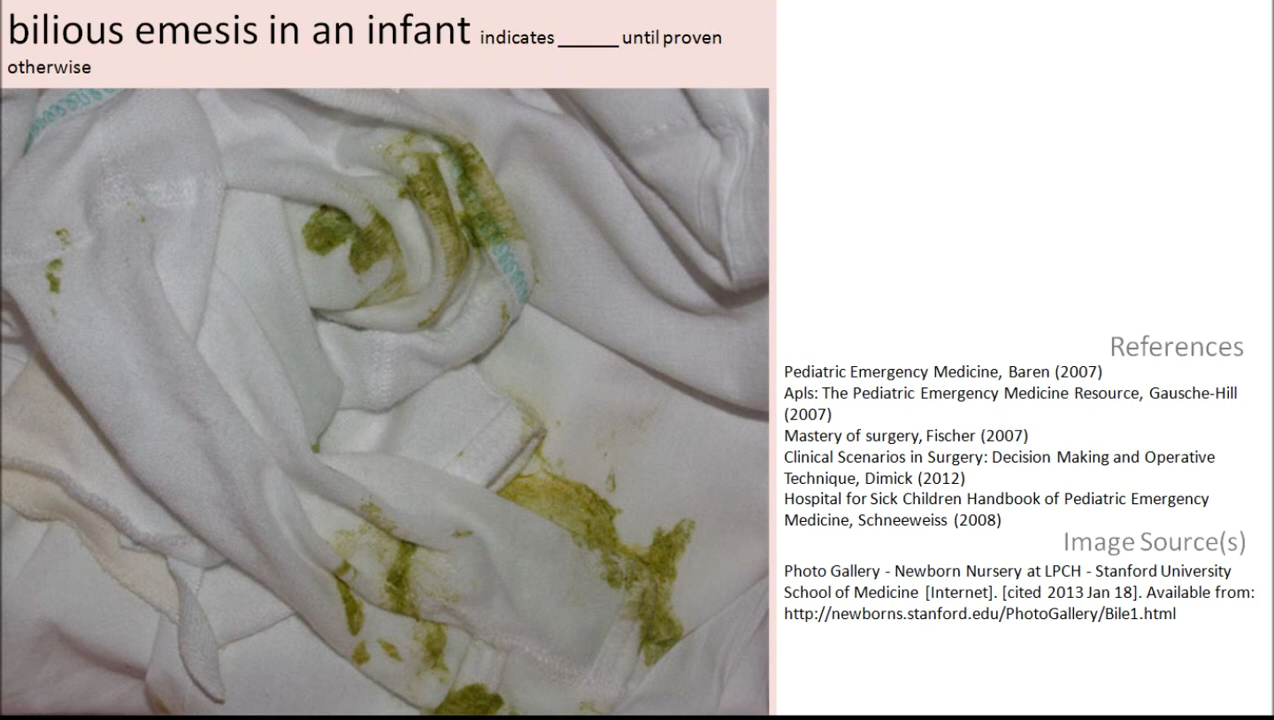 bilious emesis in an infant indicates ______ until proven
otherwise
References
Pediatric Emergency Medicine, Baren (2007)
Apls: The Pediatric Emergency Medicine Resource, Gausche-Hill
(2007)
Mastery of surgery, Fischer (2007)
Clinical Scenarios in Surgery: Decision Making and Operative
Technique, Dimick (2012)
Hospital for Sick Children Handbook of Pediatric Emergency
Medicine, Schneeweiss (2008)
Image Source(s)
Photo Gallery - Newborn Nursery at LPCH - Stanford University
School of Medicine [Internet]. [cited 2013 Jan 18]. Available from:
http://newborns.stanford.edu/PhotoGallery/Bile1.html